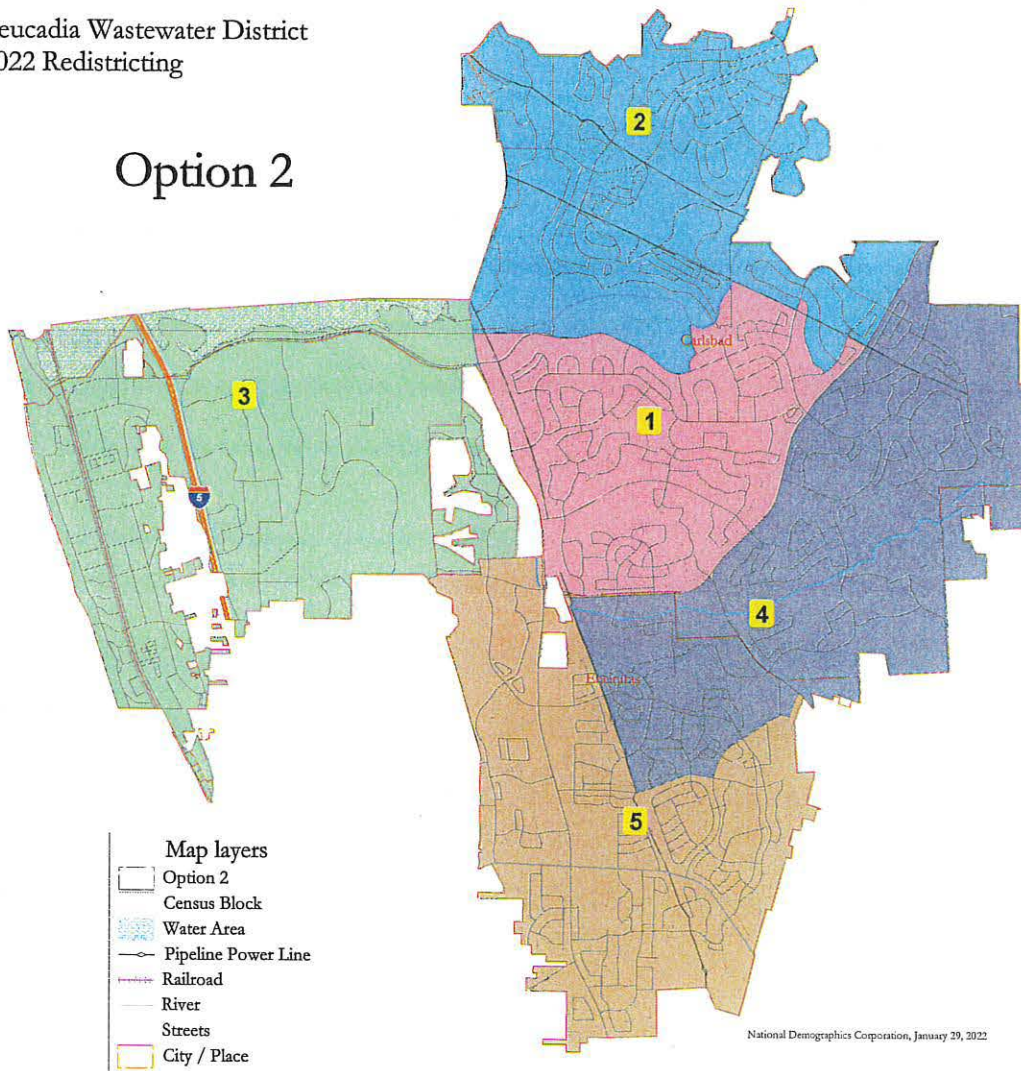 eucadia Wastewater District
022 Redistricting
Option 2
2
Carlsbad
3
1
5
4
Encinitas
5
Map layers
Option 2
Census Block
Water Area
Pipeline Power Line
Railroad
River
Streets
City / Place
National Demographics Corporation, January 29, 2022